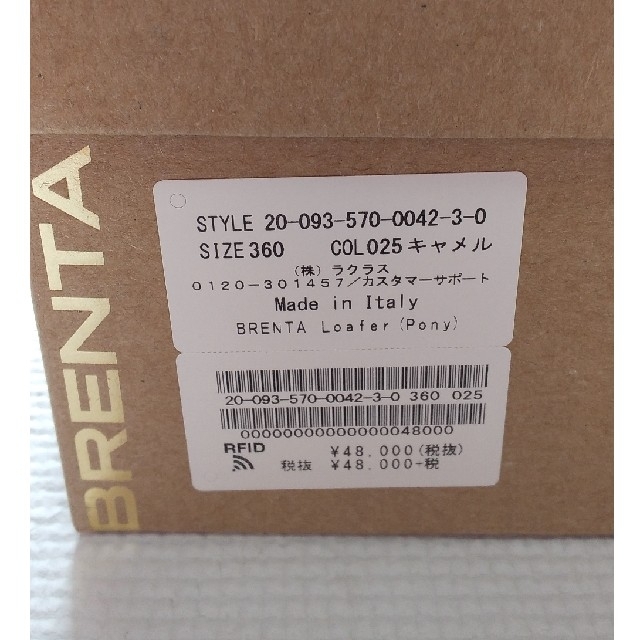 BRENTA
STYLE 20-093-570-0042-3-0
SIZE 360 COL 025 キャメル
(株) ラクラス
0120-301457/カスタマーサポート
Made in Italy
BRENTA Loafer (Pony)
20-093-570-0042-3-0 360 025
00000000000000048000
RFID
¥48,000(税抜)
税抜 ¥48,000+税